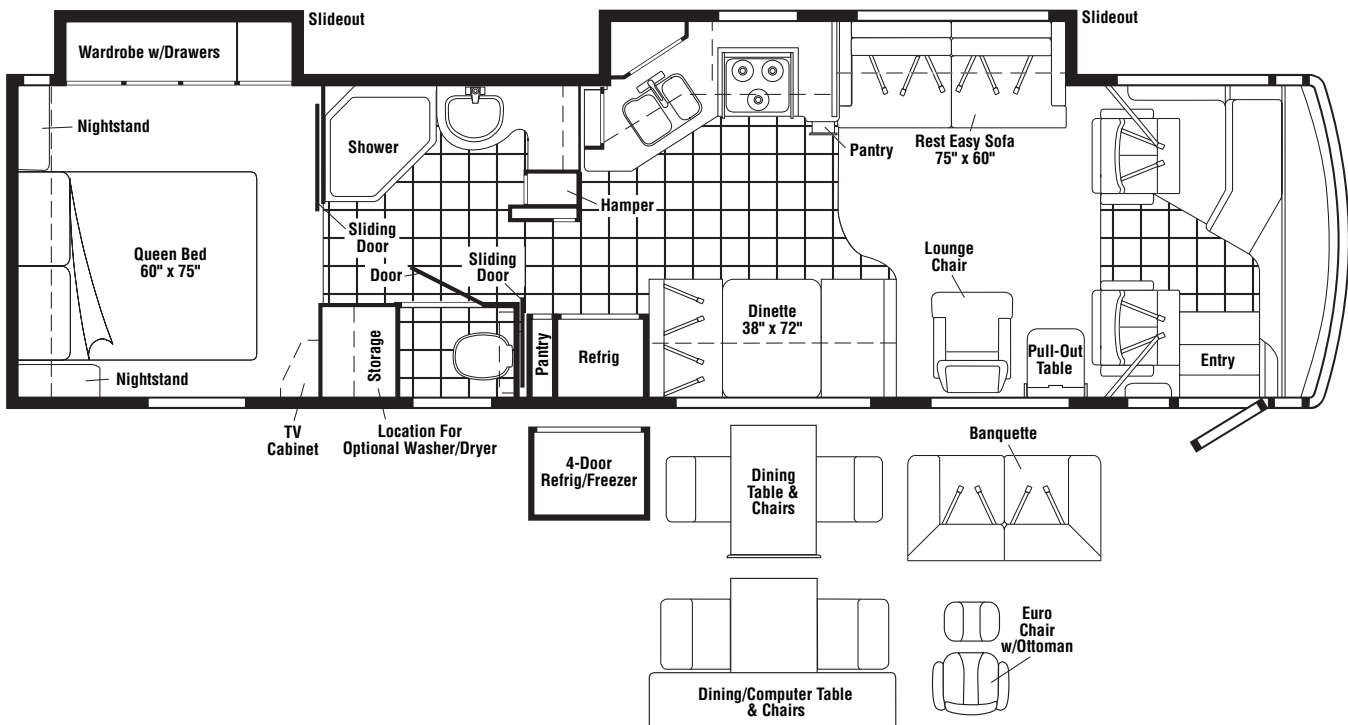 Slideout
Slideout
Wardrobe w/Drawers
Nightstand
Shower
Pantry
Rest Easy Sofa
75" x 60"
Hamper
Sliding
Door
Queen Bed
60" x 75"
Door
Sliding
Door
Lounge
Chair
Dinette
38" x 72"
Storage
Pantry
Refrig
Pull-Out
Table
Entry
Nightstand
TV
Cabinet
Location For
Optional Washer/Dryer
4-Door
Refrig/Freezer
Dining
Table &
Chairs
Banquette
Euro
Chair
w/Ottoman
Dining/Computer Table
& Chairs